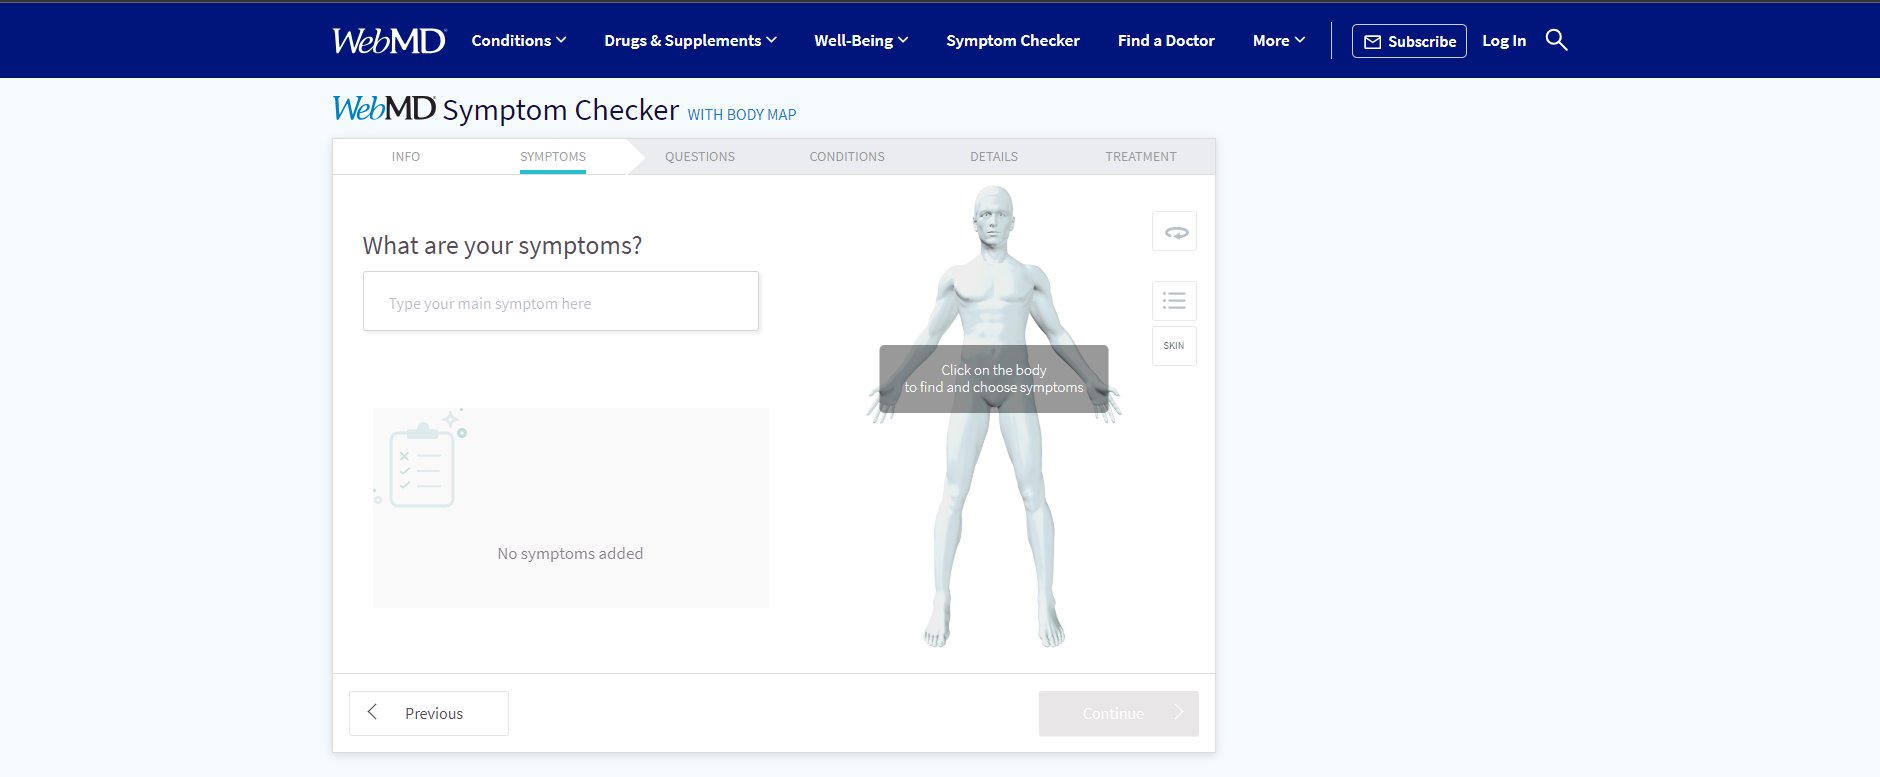 WebMD Conditions Drugs & Supplements Well-Being Symptom Checker Find a Doctor More Subscribe Log In
WebMD Symptom Checker WITH BODY MAP
INFO SYMPTOMS QUESTIONS CONDITIONS DETAILS TREATMENT
What are your symptoms?
Type your main symptom here
No symptoms added
Click on the body
to find and choose symptoms
SKIN
Previous
Continue